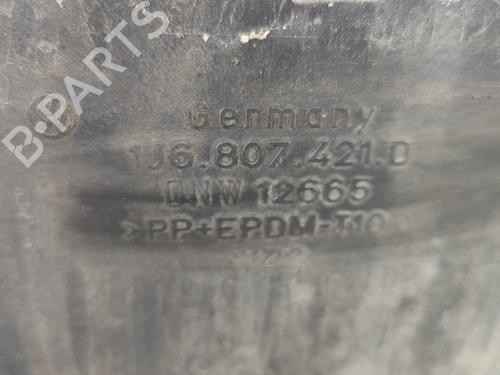 B-PARTS
Germany
1J6.807.421.D
DNW 12665
>PP+EPDM-T10<